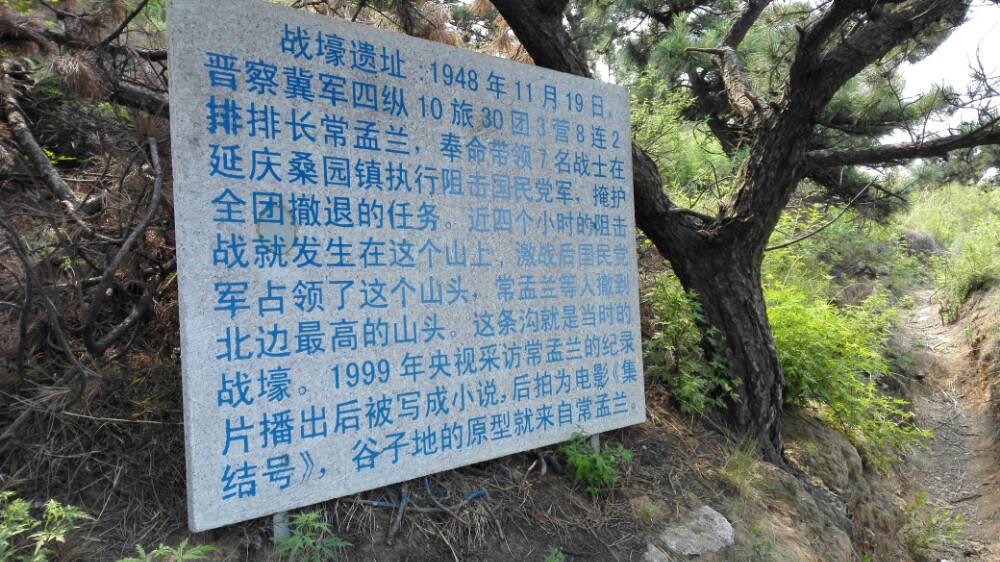 战壕遗址：1948年11月19日，
晋察冀军四纵10旅30团3营8连2
排排长常孟兰，奉命带领7名战士在
延庆桑园镇执行阻击国民党军，掩护
全团撤退的任务。近四个小时的阻击
战就发生在这个山上，激战后国民党
军占领了这个山头，常孟兰等人撤到
北边最高的山头。这条沟就是当时的
战壕。1999年央视采访常孟兰的纪录
片播出后被写成小说，后拍为电影《集
结号》，谷子地的原型就来自常孟兰。